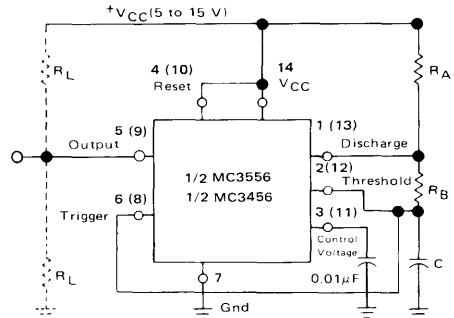 +VCC(5 to 15 V)
RL
4 (10)
Reset
14
VCC
RA
5 (9)
Output
1 (13)
Discharge
1/2 MC3556
1/2 MC3456
2(12)
Threshold
RB
6 (8)
Trigger
3 (11)
Control
Voltage
C
RL
7
0.01μF
Gnd